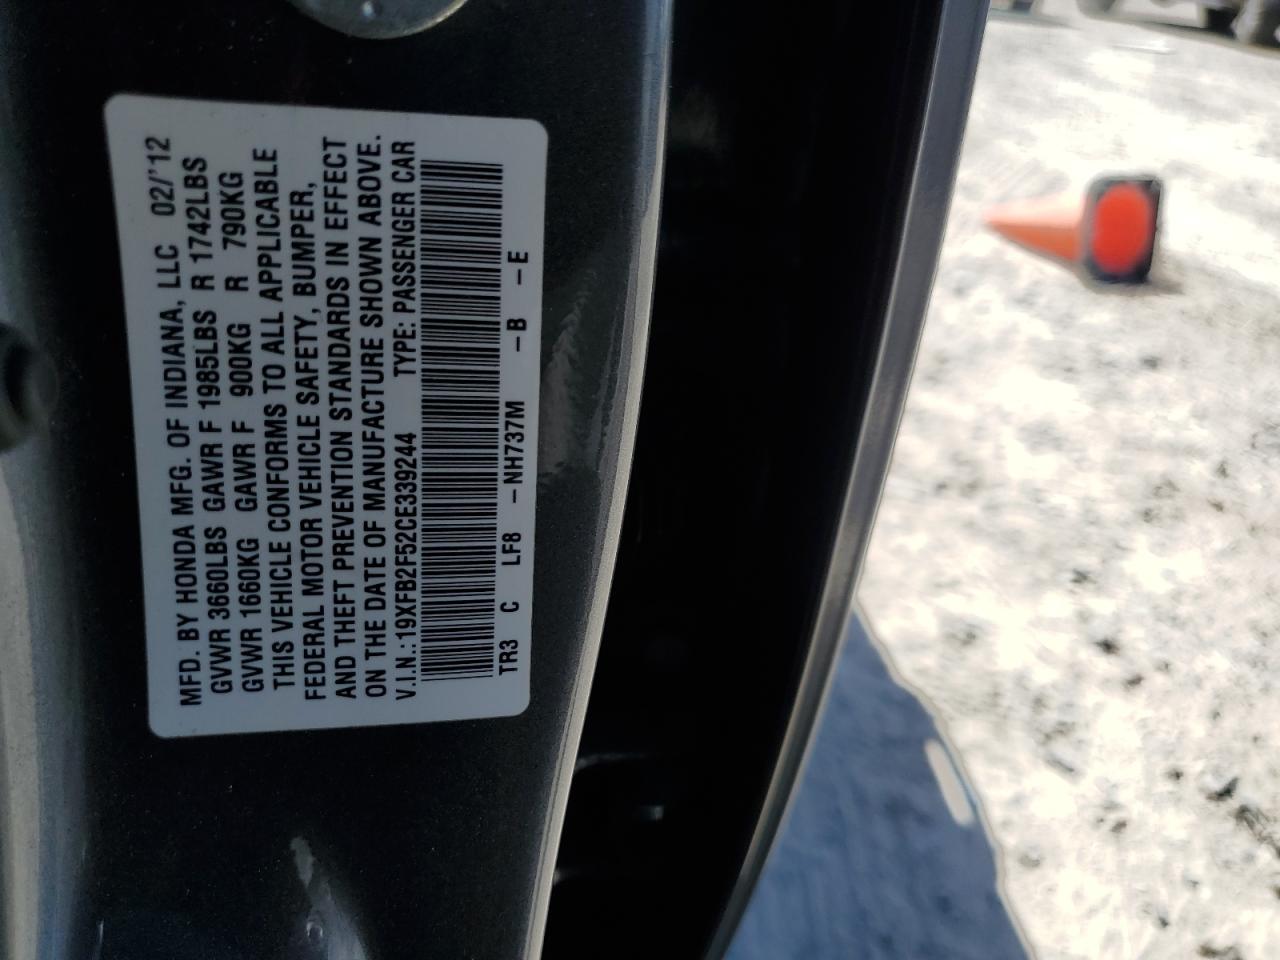 MFD. BY HONDA MFG. OF INDIANA, LLC 02/'12
GVWR 3660LBS GAWR F 1985LBS R 1742LBS
GVWR 1660KG GAWR F 900KG R 790KG
THIS VEHICLE CONFORMS TO ALL APPLICABLE
FEDERAL MOTOR VEHICLE SAFETY, BUMPER,
AND THEFT PREVENTION STANDARDS IN EFFECT
ON THE DATE OF MANUFACTURE SHOWN ABOVE.
V.I.N.: 19XFB2F52CE339244 TYPE: PASSENGER CAR
TR3 C LF8 -NH737M -B -E